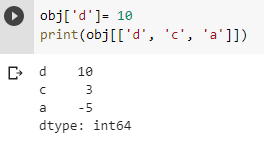 obj['d']= 10
print(obj[['d', 'c', 'a']])
d    10
c     3
a    -5
dtype: int64